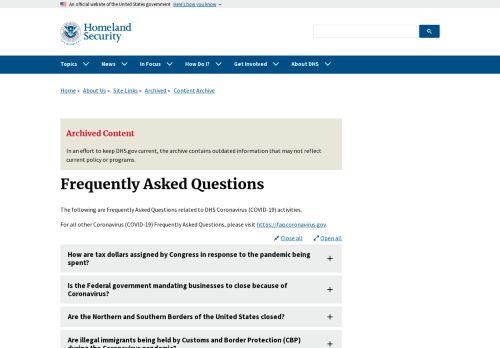 An official website of the United States government Here's how you know
Homeland
Security
Topics News In Focus How Do I? Get Involved About DHS
Home About Us Site Links Archived Content Archive
Archived Content
In an effort to keep DHS.gov current, the archive contains outdated information that may not reflect
current policy or programs.
Frequently Asked Questions
The following are Frequently Asked Questions related to DHS Coronavirus (COVID-19) activities.
For all other Coronavirus (COVID-19) Frequently Asked Questions, please visit https://faq.coronavirus.gov.
Close all Open all
How are tax dollars assigned by Congress in response to the pandemic being
spent?
Is the Federal government mandating businesses to close because of
Coronavirus?
Are the Northern and Southern Borders of the United States closed?
Are illegal immigrants being held by Customs and Border Protection (CBP)
during the Coronavirus pandemic?